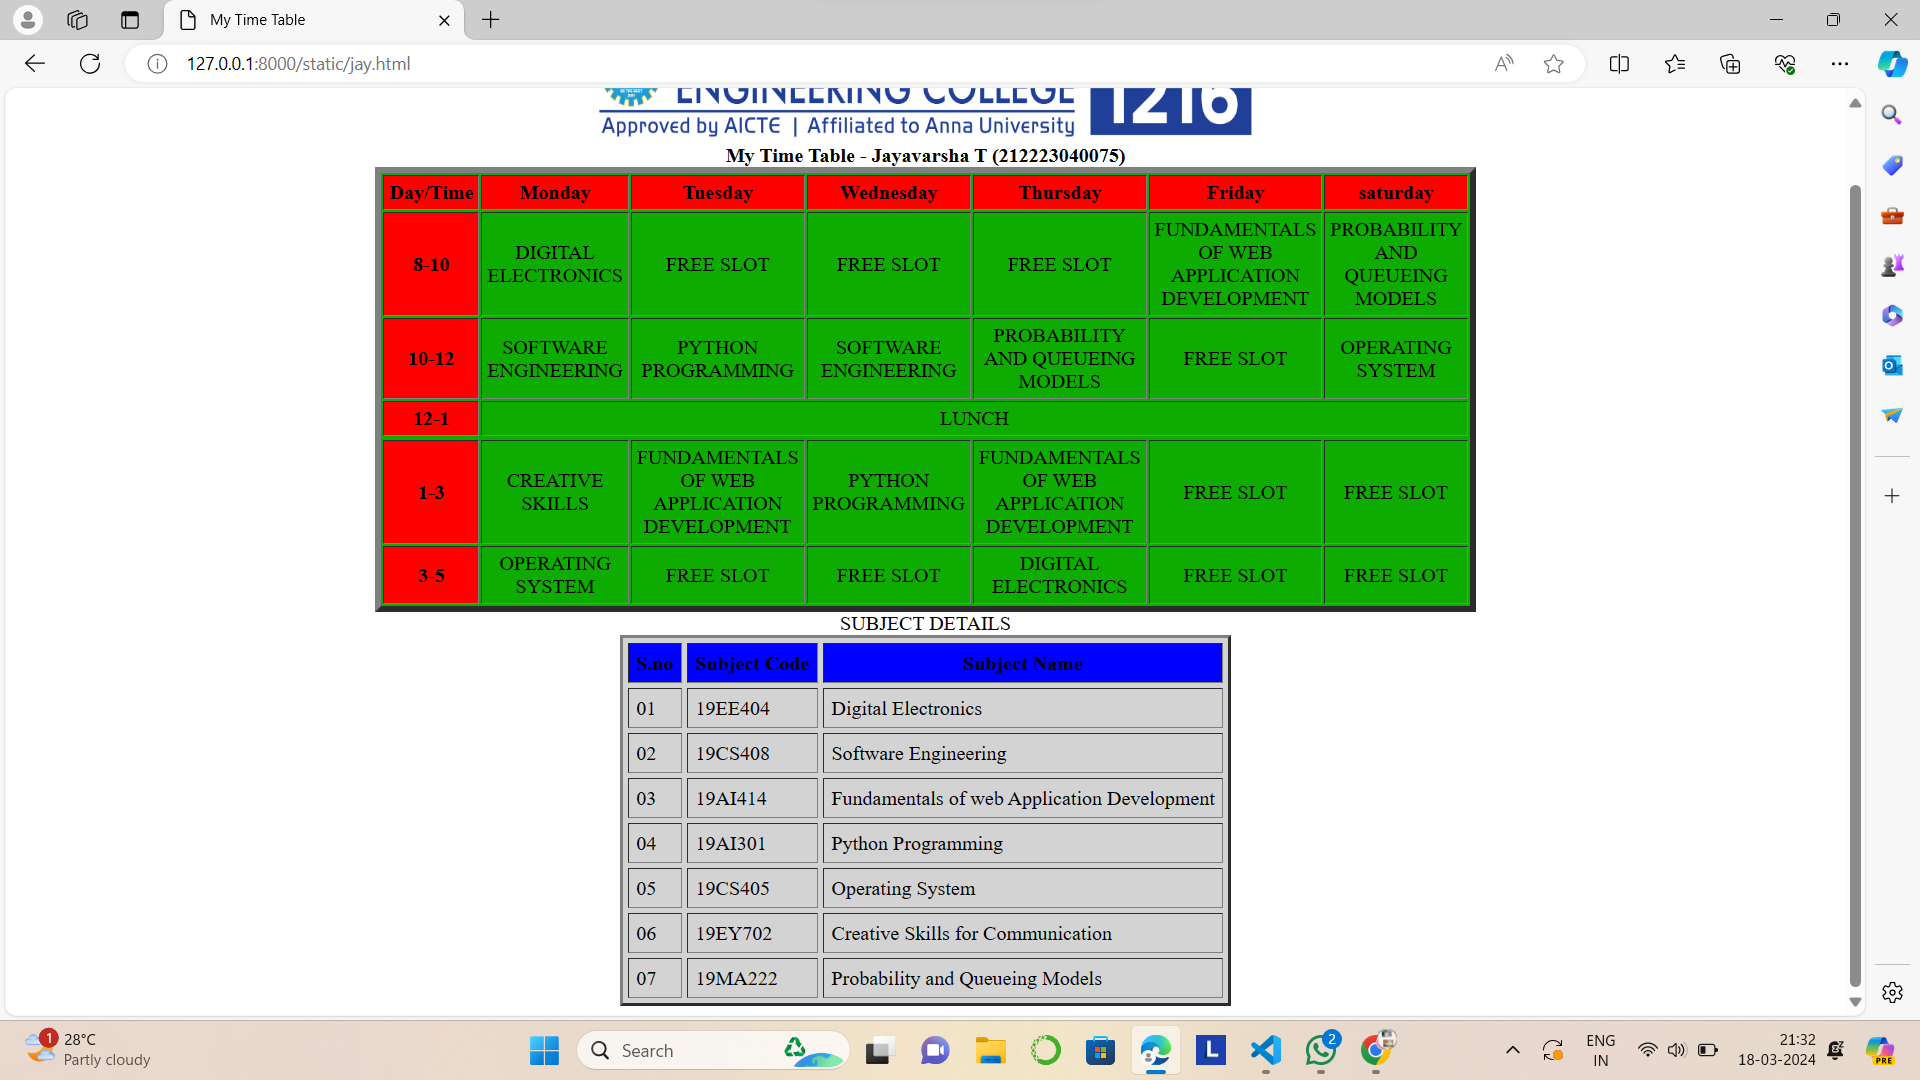 My Time Table
127.0.0.1:8000/static/jay.html
ENGINEERING COLLEGE
1216
Approved by AICTE | Affiliated to Anna University
My Time Table - Jayavarsha T (212223040075)
Day/Time Monday Tuesday Wednesday Thursday Friday saturday
8-10
DIGITAL
ELECTRONICS
FREE SLOT
FREE SLOT
FREE SLOT
FUNDAMENTALS
OF WEB
APPLICATION
DEVELOPMENT
PROBABILITY
AND
QUEUEING
MODELS
10-12
SOFTWARE
ENGINEERING
PYTHON
PROGRAMMING
SOFTWARE
ENGINEERING
PROBABILITY
AND QUEUEING
MODELS
FREE SLOT
OPERATING
SYSTEM
12-1
LUNCH
1-3
CREATIVE
SKILLS
FUNDAMENTALS
OF WEB
APPLICATION
DEVELOPMENT
PYTHON
PROGRAMMING
FUNDAMENTALS
OF WEB
APPLICATION
DEVELOPMENT
FREE SLOT
FREE SLOT
3-5
OPERATING
SYSTEM
FREE SLOT
FREE SLOT
DIGITAL
ELECTRONICS
FREE SLOT
FREE SLOT
SUBJECT DETAILS
S.no Subject Code Subject Name
01 19EE404 Digital Electronics
02 19CS408 Software Engineering
03 19AI414 Fundamentals of web Application Development
04 19AI301 Python Programming
05 19CS405 Operating System
06 19EY702 Creative Skills for Communication
07 19MA222 Probability and Queueing Models
1
28°C
Partly cloudy
Search
L
2
ENG
IN
21:32
18-03-2024
PRE